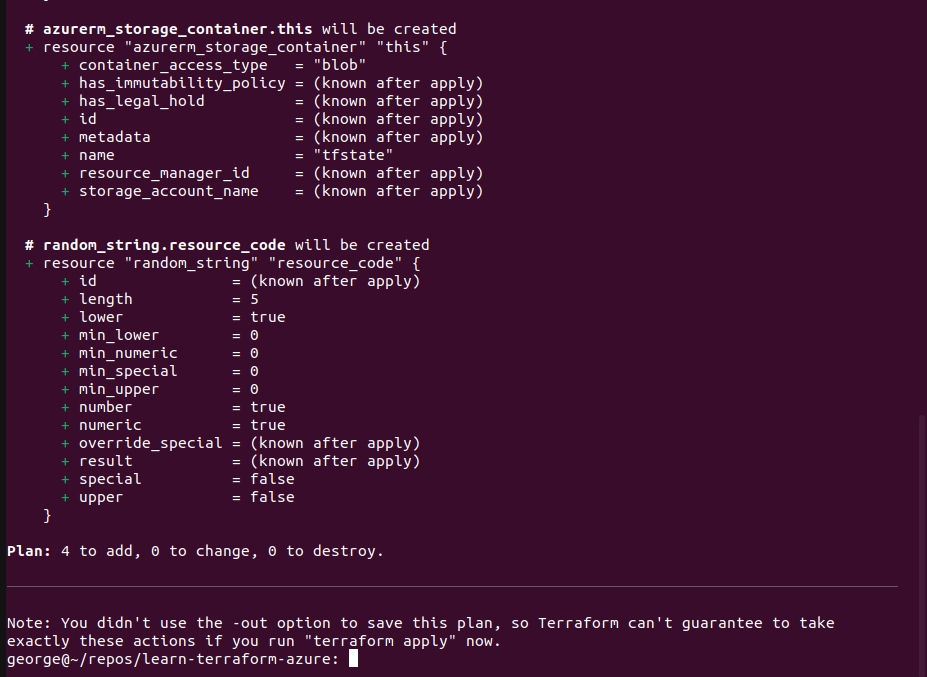 }
# azurerm_storage_container.this will be created
+ resource "azurerm_storage_container" "this" {
+ container_access_type = "blob"
+ has_immutability_policy = (known after apply)
+ has_legal_hold = (known after apply)
+ id = (known after apply)
+ metadata = (known after apply)
+ name = "tfstate"
+ resource_manager_id = (known after apply)
+ storage_account_name = (known after apply)
}
# random_string.resource_code will be created
+ resource "random_string" "resource_code" {
+ id = (known after apply)
+ length = 5
+ lower = true
+ min_lower = 0
+ min_numeric = 0
+ min_special = 0
+ min_upper = 0
+ number = true
+ numeric = true
+ override_special = (known after apply)
+ result = (known after apply)
+ special = false
+ upper = false
}
Plan: 4 to add, 0 to change, 0 to destroy.
Note: You didn't use the -out option to save this plan, so Terraform can't guarantee to take
exactly these actions if you run "terraform apply" now.
george@~/repos/learn-terraform-azure: